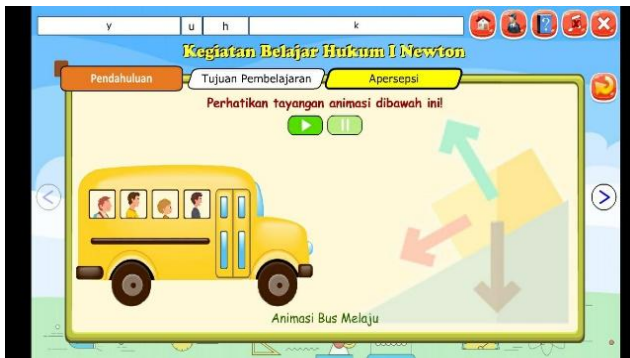 y u h k
Kegiatan Belajar Hukum I Newton
Pendahuluan Tujuan Pembelajaran Apersepsi
Perhatikan tayangan animasi dibawah ini!
Animasi Bus Melaju